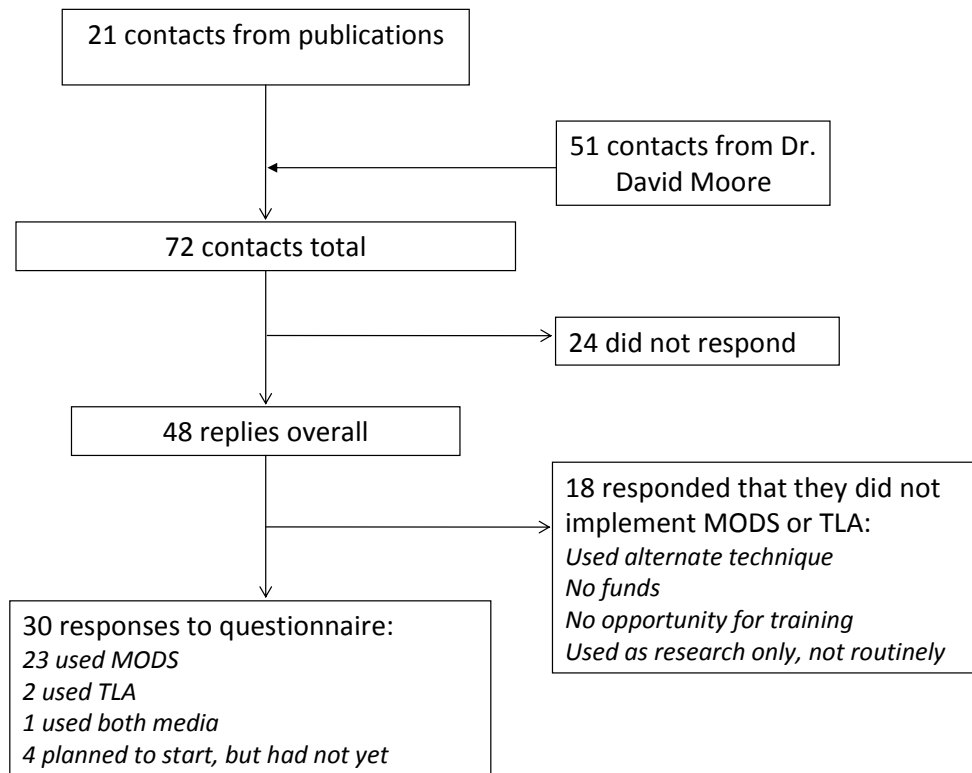 21 contacts from publications
51 contacts from Dr.
David Moore
72 contacts total
24 did not respond
48 replies overall
18 responded that they did not
implement MODS or TLA:
Used alternate technique
No funds
No opportunity for training
Used as research only, not routinely
30 responses to questionnaire:
23 used MODS
2 used TLA
1 used both media
4 planned to start, but had not yet